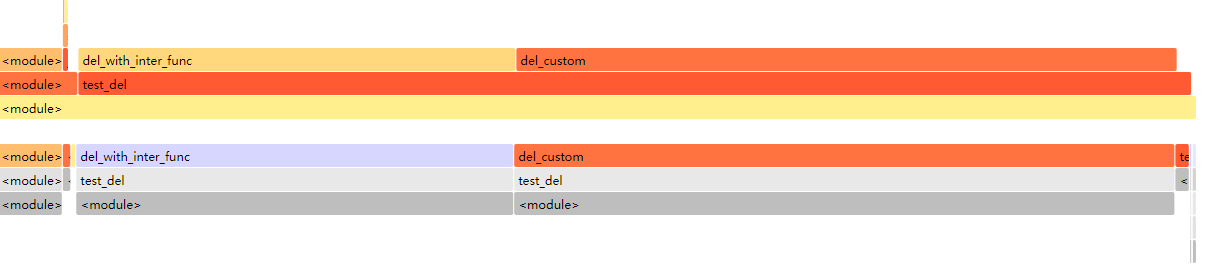 <module> del_with_inter_func del_custom
<module> test_del
<module>
<module> del_with_inter_func del_custom te
<module> test_del test_del <
<module> <module> <module>